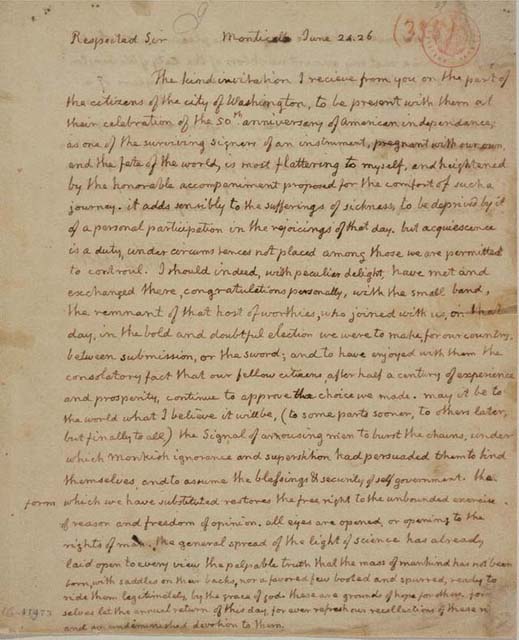 Respected Sir Monticello June 24. 26
The kind invitation I recieve from you on the part of
the citizens of the city of Washington, to be present with them at
their celebration of the 50th anniversary of American independance;
as one of the surviving signers of an instrument, pregnant with our own,
and the fate of the world, is most flattering to myself, and heightened
by the honorable accompaniment proposed for the comfort of such a
journey. it adds sensibly to the sufferings of sickness, to be deprived by it
of a personal participation in the rejoicings of that day. but acquiescence
is a duty, under circumstances not placed among those we are permitted
to controul. I should indeed, with peculiar delight, have met and
exchanged there, congratulations personally, with the small band,
the remnant of that host of worthies, who joined with us, on that
day, in the bold and doubtful election we were to make, for our country,
between submission, or the sword; and to have enjoyed with them the
consolatory fact that our fellow citizens, after half a century of experience
and prosperity, continue to approve the choice we made. may it be to
the world what I believe it will be, (to some parts sooner, to others later,
but finally to all,) the Signal of arousing men to burst the chains, under
which Monkish ignorance and superstition had persuaded them to bind
themselves, and to assume the blessings & security of self government. the
form which we have substituted restores the free right to the unbounded exercise
of reason and freedom of opinion. all eyes are opened, or opening to the
rights of man. the general spread of the light of science has already
laid open to every view the palpable truth that the mass of mankind has not been
born, with saddles on their backs, nor a favored few booted and spurred, ready to
ride them legitimately, by the grace of god. these are grounds of hope for others. for
selves let the annual return of this day, for ever refresh our recollections of these
and an undiminished devotion to them.